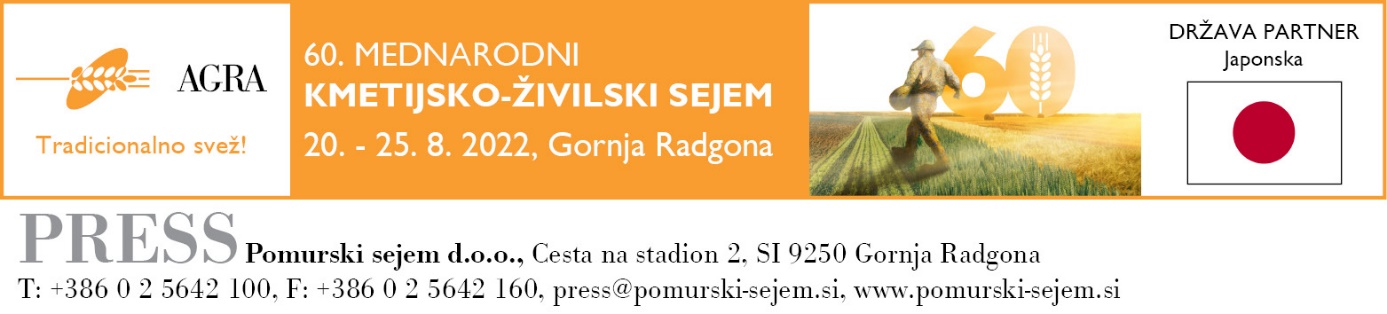 AGRA
Tradicionalno svež!
60. MEDNARODNI
KMETIJSKO-ŽIVILSKI SEJEM
20. - 25. 8. 2022, Gornja Radgona
60
DRŽAVA PARTNER
Japonska
PRESS Pomurski sejem d.o.o., Cesta na stadion 2, SI 9250 Gornja Radgona
T: +386 0 2 5642 100, F: +386 0 2 5642 160, press@pomurski-sejem.si, www.pomurski-sejem.si